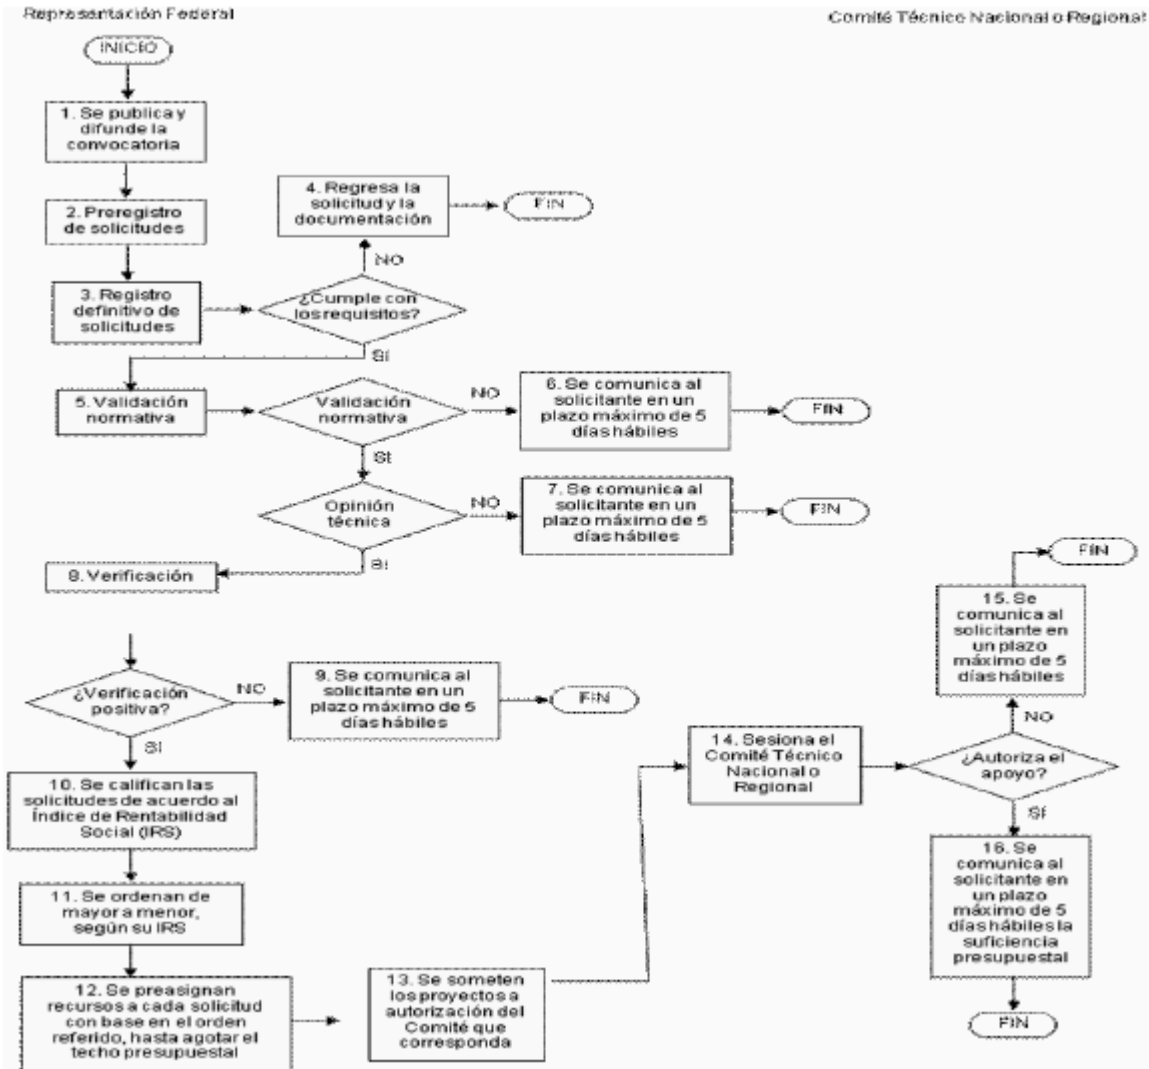 Representación Federal
Comité Técnico Nacional o Regional
INICIO
1. Se publica y
difunde la
convocatoria
2. Preregistro
de solicitudes
3. Registro
definitivo de
solicitudes
¿Cumple con
los requisitos?
NO
4. Regresa la
solicitud y la
documentación
FIN
Sí
5. Validación
normativa
Validación
normativa
NO
6. Se comunica al
solicitante en un
plazo máximo de 5
días hábiles
FIN
Sí
Opinión
técnica
NO
7. Se comunica al
solicitante en un
plazo máximo de 5
días hábiles
FIN
Sí
8. Verificación
¿Verificación
positiva?
NO
9. Se comunica al
solicitante en un
plazo máximo de 5
días hábiles
FIN
Sí
10. Se califican las
solicitudes de acuerdo al
Índice de Rentabilidad
Social (IRS)
11. Se ordenan de
mayor a menor,
según su IRS
12. Se preasignan
recursos a cada solicitud
con base en el orden
referido, hasta agotar el
techo presupuestal
13. Se someten
los proyectos a
autorización del
Comité que
corresponda
14. Sesiona el
Comité Técnico
Nacional o
Regional
¿Autoriza el
apoyo?
NO
15. Se
comunica al
solicitante en
un plazo
máximo de 5
días hábiles
FIN
Sí
16. Se
comunica al
solicitante en
un plazo
máximo de 5
días hábiles la
suficiencia
presupuestal
FIN